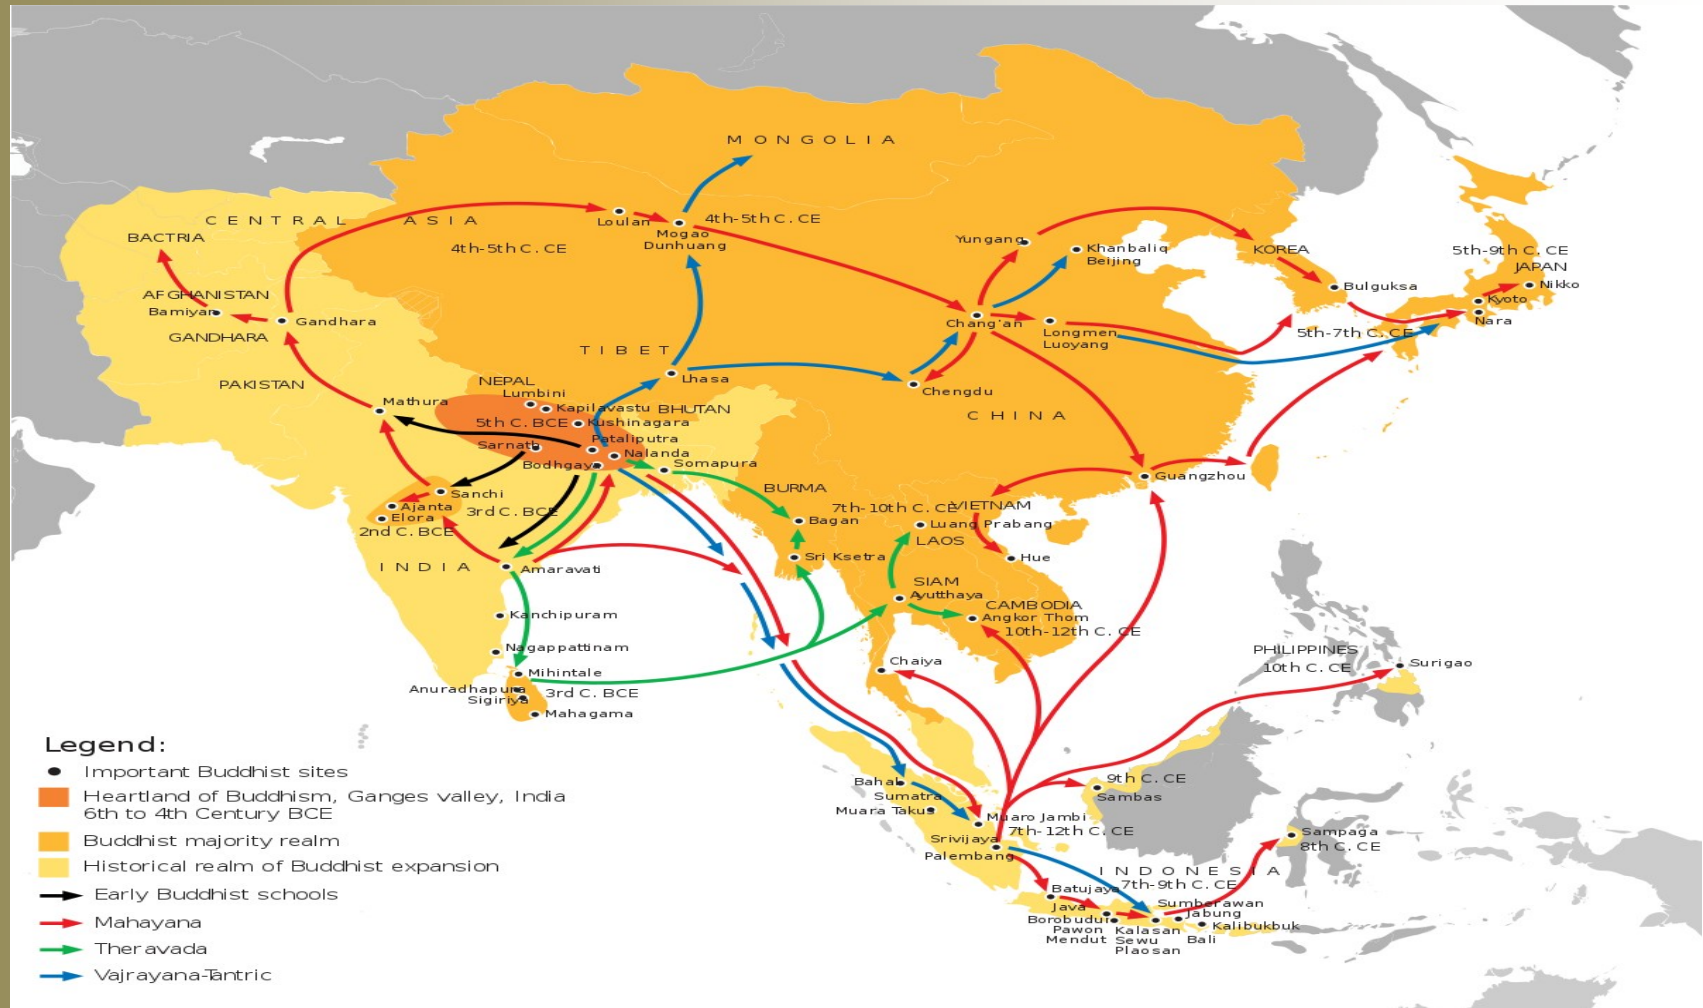 MONGOLIA
CENTRAL ASIA
BACTRIA
4th-5th C. CE
Loulan
Mogao
Dunhuang
4th-5th C. CE
Yungang
Khanbaliq
Beijing
KOREA
5th-9th C. CE
JAPAN
Nikko
Bulguksa
Kyoto
Nara
5th-7th C. CE
AFGHANISTAN
Bamiyan
GANDHARA
Gandhara
PAKISTAN
Mathura
TIBET
Lhasa
Chang'an
Longmen
Luoyang
Chengdu
CHINA
NEPAL
Lumbini
Kapilavastu
BHUTAN
5th C. BCE
Kushinagara
Sarnath
Pataliputra
Nalanda
Bodhgaya
Somapura
Guangzhou
Sanchi
Ajanta
3rd C. BCE
Elora
2nd C. BCE
INDIA
Amaravati
Kanchipuram
Nagappattinam
Mihintale
Anuradhapura
3rd C. BCE
Sigiriya
Mahagama
BURMA
Bagan
Sri Ksetra
7th-10th C. CE
VIETNAM
Luang Prabang
LAOS
Hue
SIAM
Ayutthaya
CAMBODIA
Angkor Thom
10th-12th C. CE
Chaiya
PHILIPPINES
10th C. CE
Surigao
Bahal
Sumatra
Muara Takus
Muaro Jambi
7th-12th C. CE
Srivijaya
Palembang
9th C. CE
Sambas
Sampaga
8th C. CE
INDONESIA
7th-9th C. CE
Batujaya
Java
Borobudur
Pawon
Mendut
Kalasan
Sewu
Plaosan
Sumberawan
Jabung
Kalibukbuk
Bali
Legend:
Important Buddhist sites
Heartland of Buddhism, Ganges valley, India
6th to 4th Century BCE
Buddhist majority realm
Historical realm of Buddhist expansion
Early Buddhist schools
Mahayana
Theravada
Vajrayana-Tantric